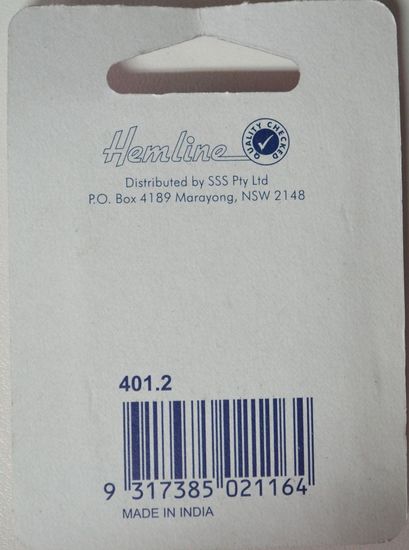 Hemline
QUALITY CHECKED
Distributed by SSS Pty Ltd
P.O. Box 4189 Marayong, NSW 2148
401.2
9 317385 021164
MADE IN INDIA